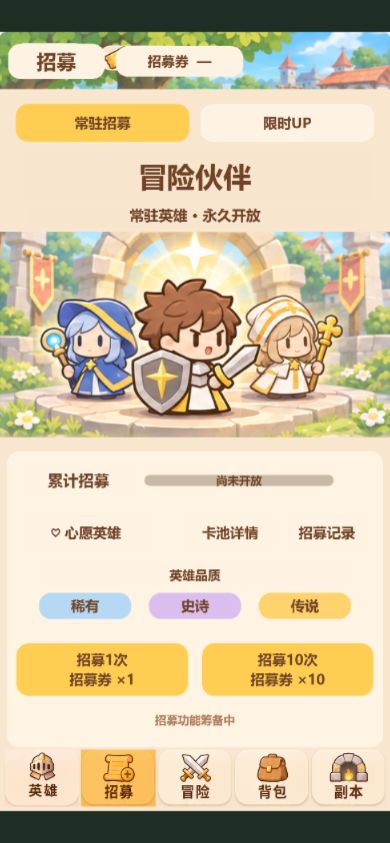 招募
招募券 一
常驻招募
限时UP
冒险伙伴
常驻英雄·永久开放
累计招募
尚未开放
♡ 心愿英雄
卡池详情
招募记录
英雄品质
稀有
史诗
传说
招募1次
招募券 ×1
招募10次
招募券 ×10
招募功能筹备中
英雄
招募
冒险
背包
副本